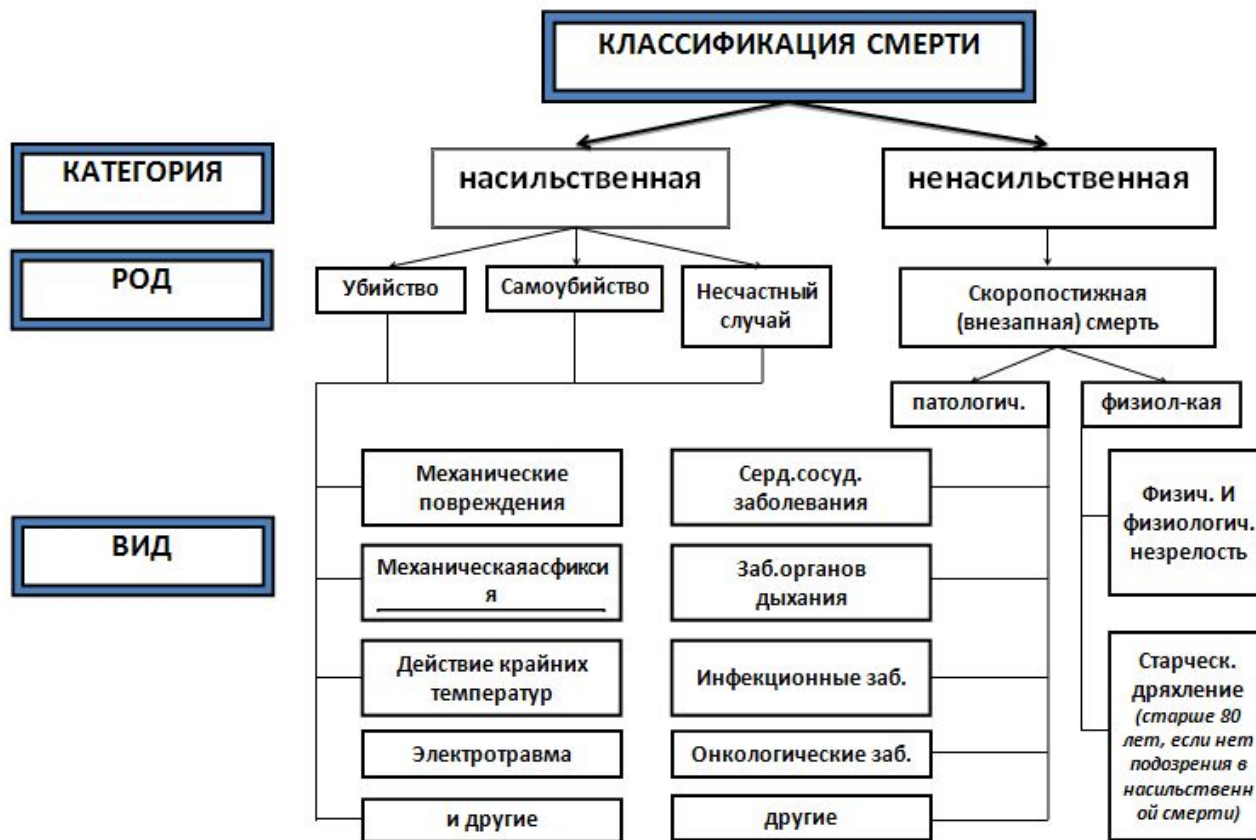 КЛАССИФИКАЦИЯ СМЕРТИ
КАТЕГОРИЯ
насильственная
ненасильственная
РОД
Убийство
Самоубийство
Несчастный
случай
Скоропостижная
(внезапная) смерть
патологич.
физиол-кая
ВИД
Механические
повреждения
Механическаяасфикси
я
Действие крайних
температур
Электротравма
и другие
Серд.сосуд.
заболевания
Заб.органов
дыхания
Инфекционные заб.
Онкологические заб.
другие
Физич. И
физиологич.
незрелость
Старческ.
дряхление
(старше 80
лет, если нет
подозрения в
насильственн
ой смерти)